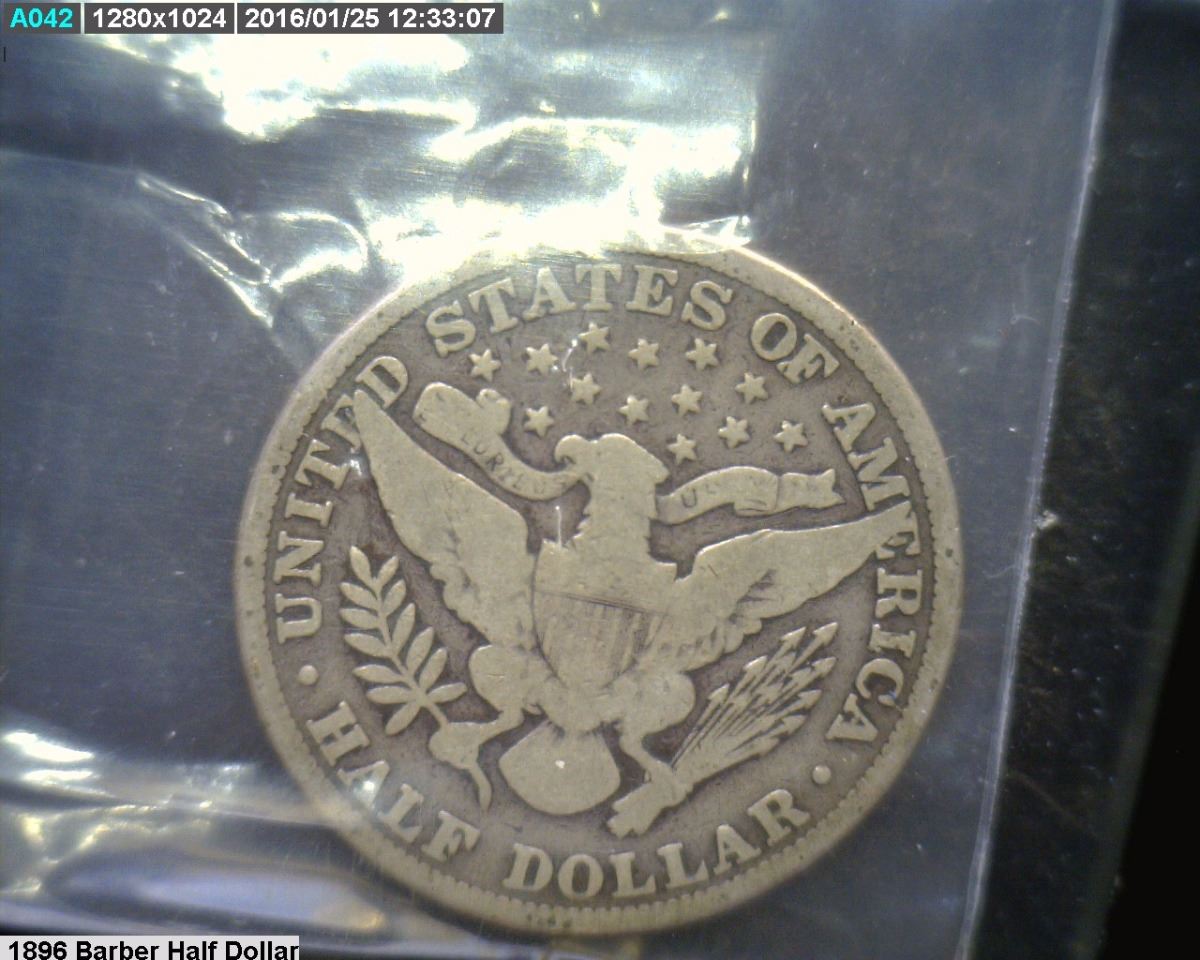 A042 1280x1024 2016/01/25 12:33:07
UNITED STATES OF AMERICA
HALF DOLLAR
1896 Barber Half Dollar